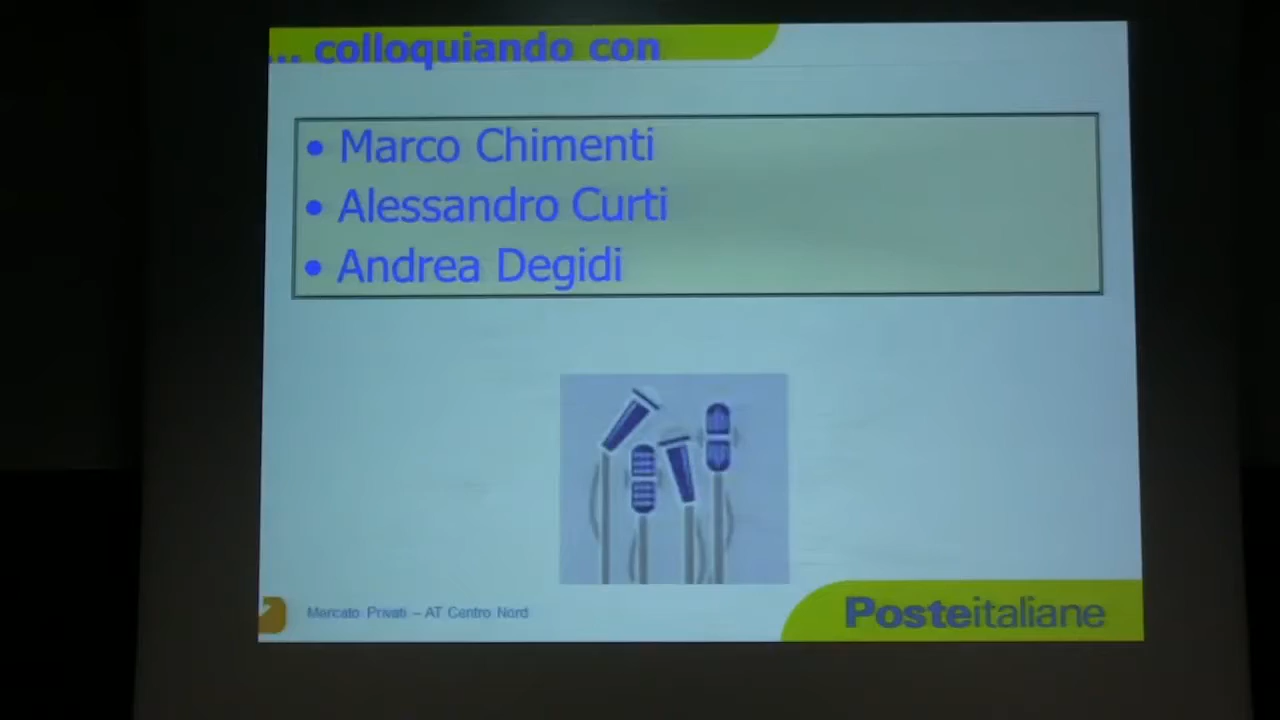 ... colloquiando con
• Marco Chimenti
• Alessandro Curti
• Andrea Degidi
Mercato Privati – AT Centro Nord
Posteitaliane